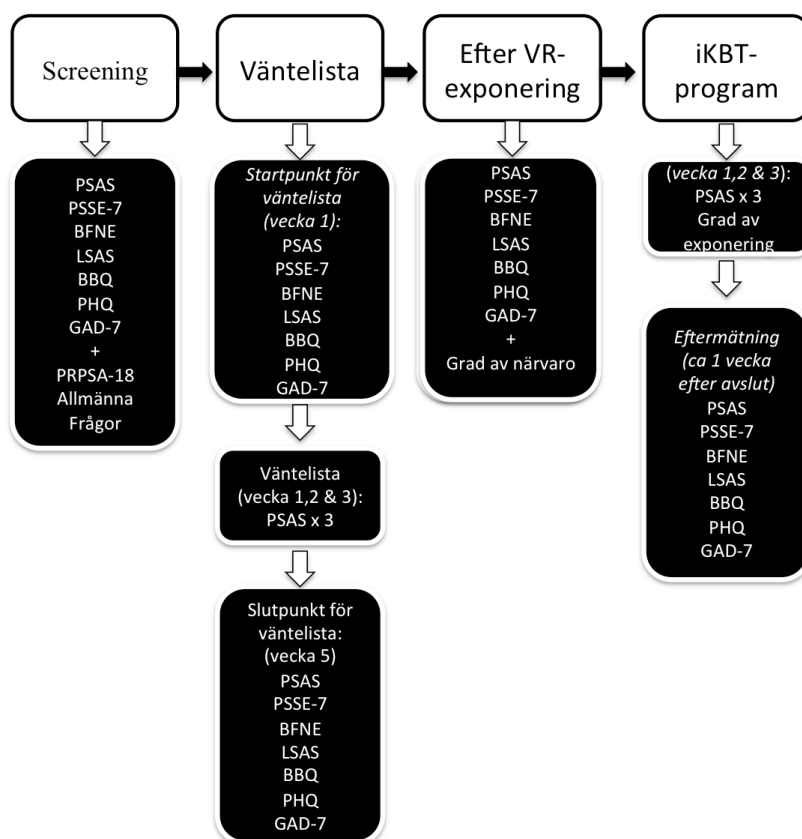 Screening
Väntelista
Efter VR-
exponering
iKBT-
program
PSAS
PSSE-7
BFNE
LSAS
BBQ
PHQ
GAD-7
+
PRPSA-18
Allmänna
Frågor
Startpunkt för
väntelista
(vecka 1):
PSAS
PSSE-7
BFNE
LSAS
BBQ
PHQ
GAD-7
Väntelista
(vecka 1,2 & 3):
PSAS x 3
Slutpunkt för
väntelista:
(vecka 5)
PSAS
PSSE-7
BFNE
LSAS
BBQ
PHQ
GAD-7
PSAS
PSSE-7
BFNE
LSAS
BBQ
PHQ
GAD-7
+
Grad av närvaro
(vecka 1,2 & 3):
PSAS x 3
Grad av
exponering
Eftermätning
(ca 1 vecka
efter avslut)
PSAS
PSSE-7
BFNE
LSAS
BBQ
PHQ
GAD-7